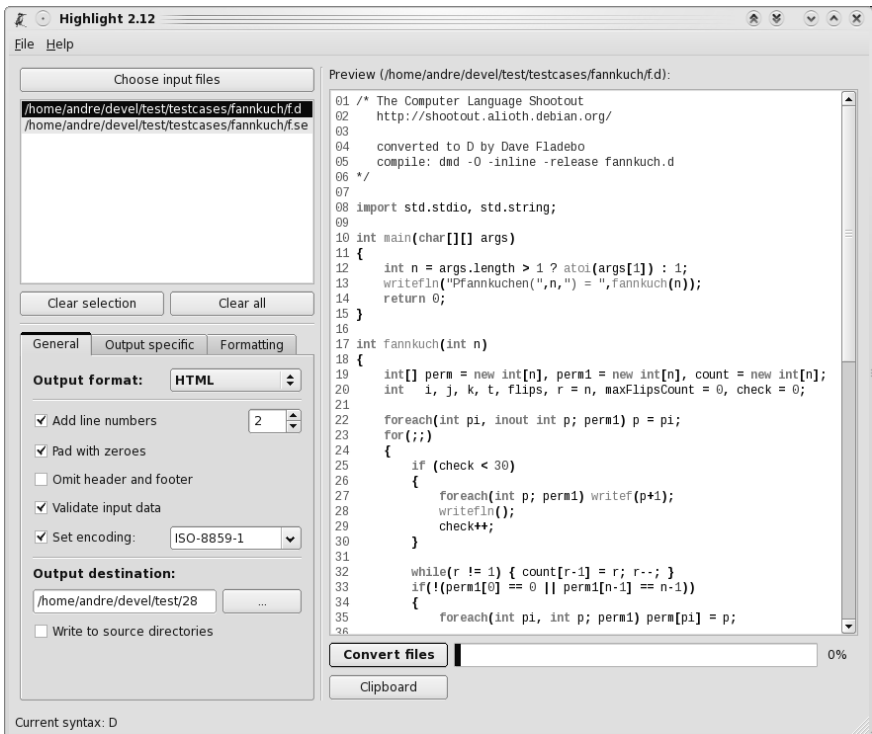 Highlight 2.12
File Help
Choose input files
/home/andre/devel/test/testcases/fannkuch/f.d
/home/andre/devel/test/testcases/fannkuch/f.se
Clear selection Clear all
General Output specific Formatting
Output format: HTML
Add line numbers 2
Pad with zeroes
Omit header and footer
Validate input data
Set encoding: ISO-8859-1
Output destination:
/home/andre/devel/test/28 ...
Write to source directories
Preview (/home/andre/devel/test/testcases/fannkuch/f.d):
01 /* The Computer Language Shootout
02    http://shootout.alioth.debian.org/
03
04    converted to D by Dave Fladebo
05    compile: dmd -O -inline -release fannkuch.d
06 */
07
08 import std.stdio, std.string;
09
10 int main(char[][] args)
11 {
12     int n = args.length > 1 ? atoi(args[1]) : 1;
13     writefln("Pfannkuchen(",n,") = ",fannkuch(n));
14     return 0;
15 }
16
17 int fannkuch(int n)
18 {
19     int[] perm = new int[n], perm1 = new int[n], count = new int[n];
20     int   i, j, k, t, flips, r = n, maxFlipsCount = 0, check = 0;
21
22     foreach(int pi, inout int p; perm1) p = pi;
23     for(;;)
24     {
25         if (check < 30)
26         {
27             foreach(int p; perm1) writef(p+1);
28             writefln();
29             check++;
30         }
31
32         while(r != 1) { count[r-1] = r; r--; }
33         if(!(perm1[0] == 0 || perm1[n-1] == n-1))
34         {
35             foreach(int pi, int p; perm1) perm[pi] = p;
36
Convert files 0%
Clipboard
Current syntax: D